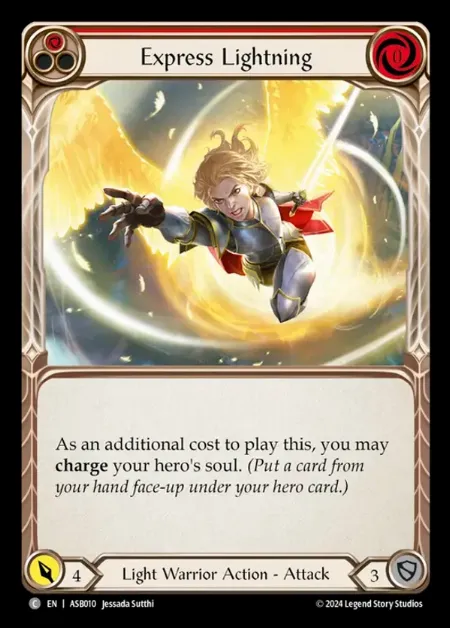 Express Lightning
0
As an additional cost to play this, you may
charge your hero's soul. (Put a card from
your hand face-up under your hero card.)
4
Light Warrior Action - Attack
3
C EN | ASB010 Jessada Sutthi
© 2024 Legend Story Studios